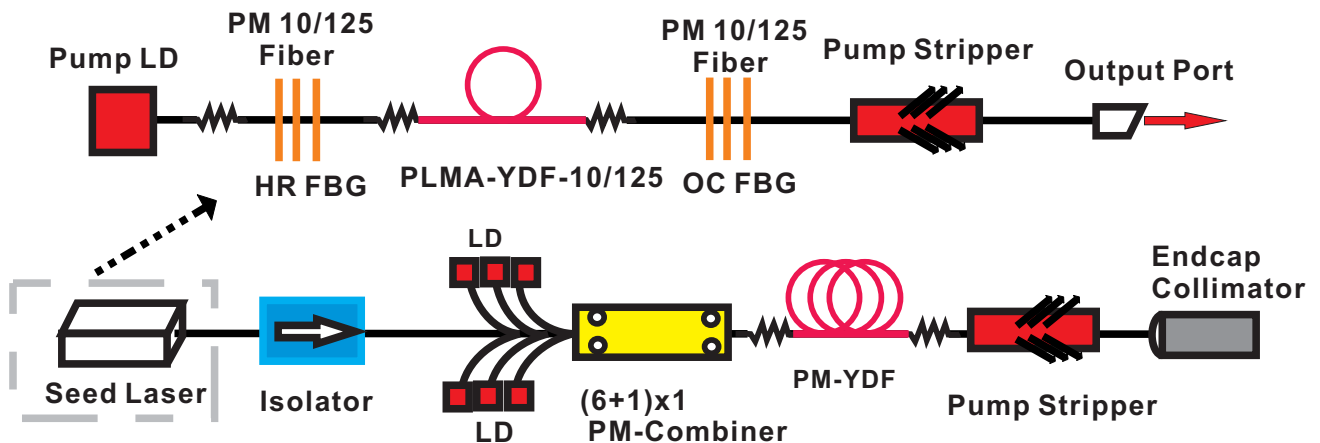 PM 10/125
Fiber
Pump LD
PM 10/125
Fiber
Pump Stripper
Output Port
HR FBG
PLMA-YDF-10/125
OC FBG
LD
Endcap
Collimator
Seed Laser
Isolator
LD
(6+1)x1
PM-Combiner
PM-YDF
Pump Stripper